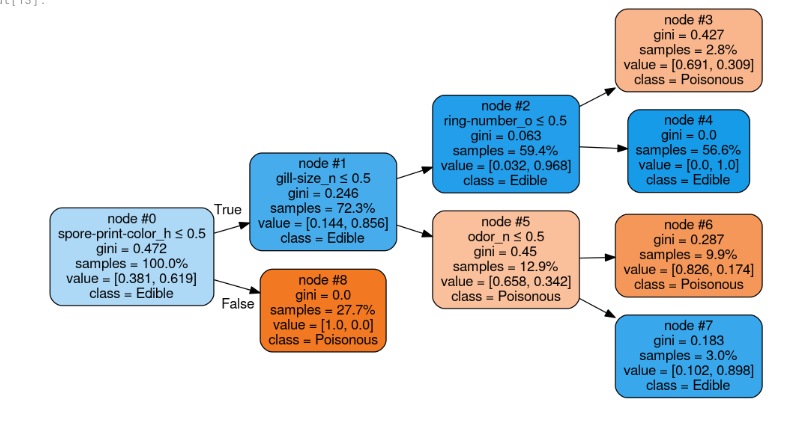 node #3
gini = 0.427
samples = 2.8%
value = [0.691, 0.309]
class = Poisonous
node #2
ring-number_o ≤ 0.5
gini = 0.063
samples = 59.4%
value = [0.032, 0.968]
class = Edible
node #4
gini = 0.0
samples = 56.6%
value = [0.0, 1.0]
class = Edible
node #1
gill-size_n ≤ 0.5
gini = 0.246
samples = 72.3%
value = [0.144, 0.856]
class = Edible
True
node #0
spore-print-color_h ≤ 0.5
gini = 0.472
samples = 100.0%
value = [0.381, 0.619]
class = Edible
False
node #5
odor_n ≤ 0.5
gini = 0.45
samples = 12.9%
value = [0.658, 0.342]
class = Poisonous
node #6
gini = 0.287
samples = 9.9%
value = [0.826, 0.174]
class = Poisonous
node #8
gini = 0.0
samples = 27.7%
value = [1.0, 0.0]
class = Poisonous
node #7
gini = 0.183
samples = 3.0%
value = [0.102, 0.898]
class = Edible